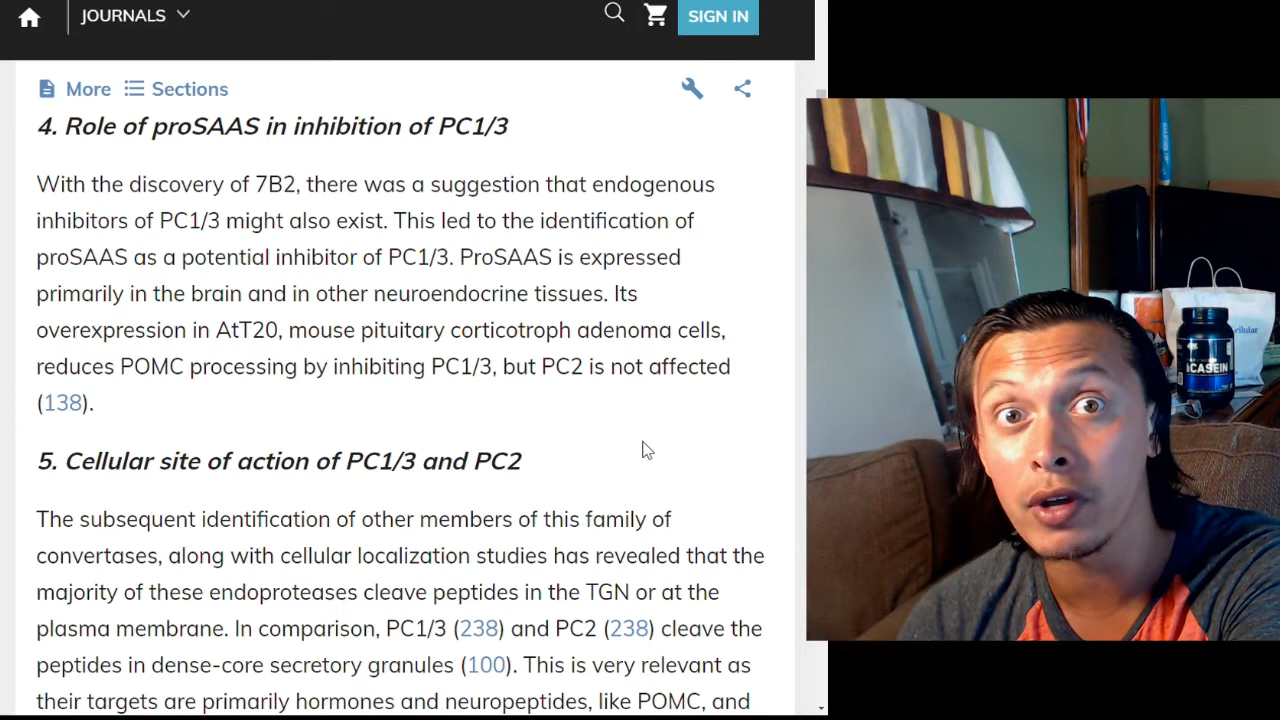 JOURNALS
SIGN IN
More
Sections
4. Role of proSAAS in inhibition of PC1/3
With the discovery of 7B2, there was a suggestion that endogenous
inhibitors of PC1/3 might also exist. This led to the identification of
proSAAS as a potential inhibitor of PC1/3. ProSAAS is expressed
primarily in the brain and in other neuroendocrine tissues. Its
overexpression in AtT20, mouse pituitary corticotroph adenoma cells,
reduces POMC processing by inhibiting PC1/3, but PC2 is not affected
(138).
5. Cellular site of action of PC1/3 and PC2
The subsequent identification of other members of this family of
convertases, along with cellular localization studies has revealed that the
majority of these endoproteases cleave peptides in the TGN or at the
plasma membrane. In comparison, PC1/3 (238) and PC2 (238) cleave the
peptides in dense-core secretory granules (100). This is very relevant as
their targets are primarily hormones and neuropeptides, like POMC, and
CASEIN